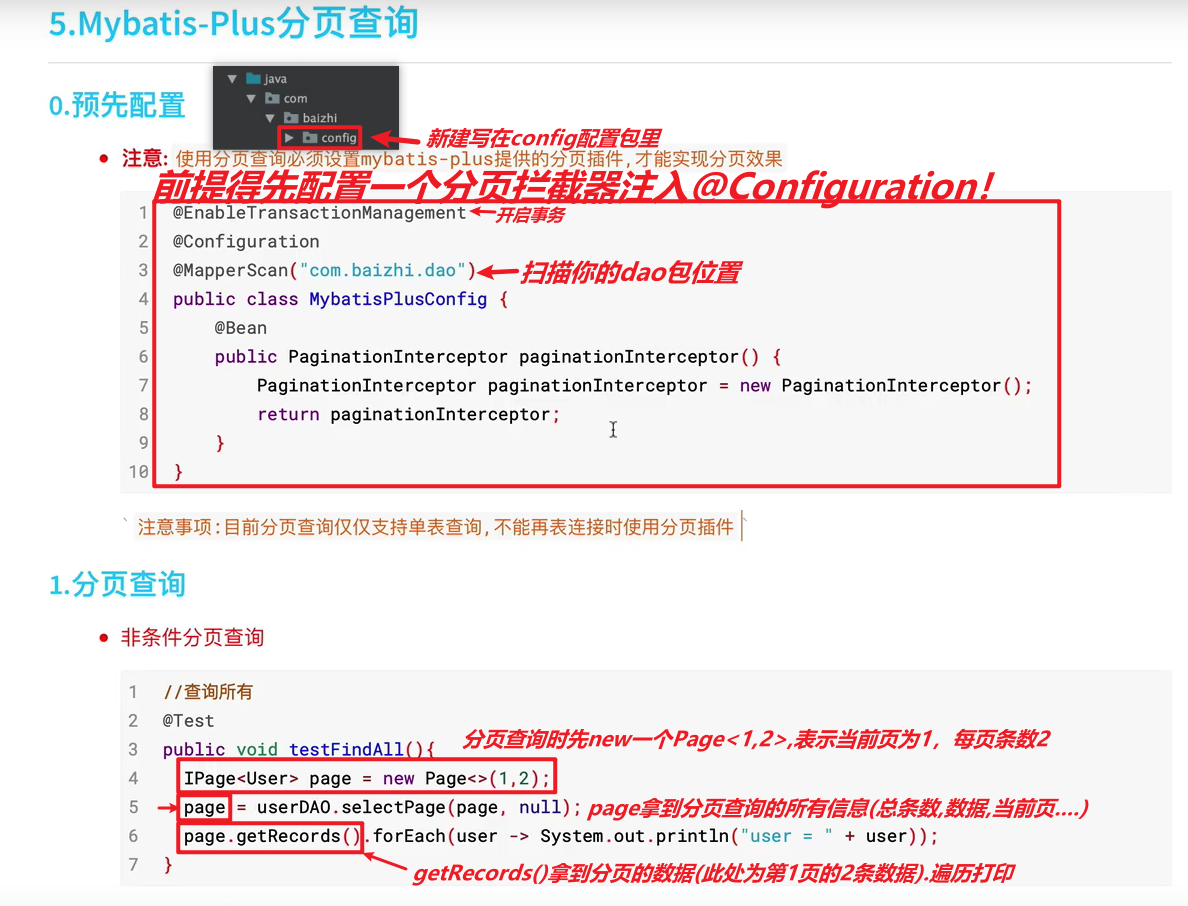 5.Mybatis-Plus分页查询
java
com
baizhi
config
0.预先配置
新建写在config配置包里
注意: 使用分页查询必须设置mybatis-plus提供的分页插件,才能实现分页效果
前提得先配置一个分页拦截器注入@Configuration!
1 @EnableTransactionManagement 开启事务
2 @Configuration
3 @MapperScan("com.baizhi.dao") 扫描你的dao包位置
4 public class MybatisPlusConfig {
5 @Bean
6 public PaginationInterceptor paginationInterceptor() {
7 PaginationInterceptor paginationInterceptor = new PaginationInterceptor();
8 return paginationInterceptor;
9 }
10 }
` 注意事项:目前分页查询仅仅支持单表查询,不能再表连接时使用分页插件 `
1.分页查询
非条件分页查询
1 //查询所有
2 @Test
3 public void testFindAll(){ 分页查询时先new一个Page<1,2>,表示当前页为1，每页条数2
4 IPage<User> page = new Page<>(1,2);
5 page = userDAO.selectPage(page, null); page拿到分页查询的所有信息(总条数,数据,当前页....)
6 page.getRecords().forEach(user -> System.out.println("user = " + user));
7 }
getRecords()拿到分页的数据(此处为第1页的2条数据).遍历打印